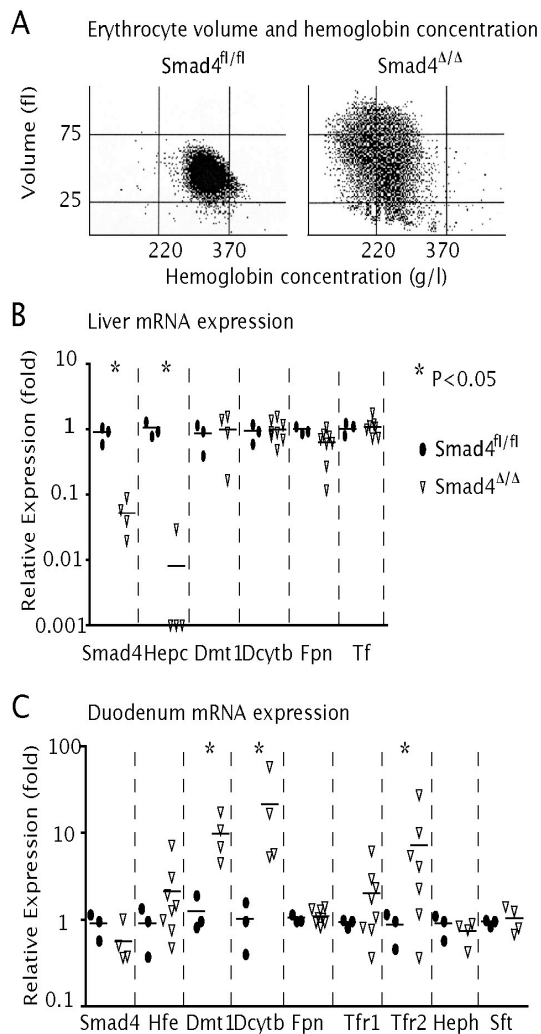 A
Erythrocyte volume and hemoglobin concentration
Smad4fl/fl Smad4Δ/Δ
Volume (fl)
75
25
220 370 220 370
Hemoglobin concentration (g/l)
B
Liver mRNA expression
Relative Expression (fold)
10
1
0.1
0.01
0.001
* *
* P<0.05
Smad4fl/fl
Smad4Δ/Δ
Smad4 Hepc Dmt1 Dcytb Fpn Tf
C
Duodenum mRNA expression
Relative Expression (fold)
100
10
1
0.1
* * *
Smad4 Hfe Dmt1 Dcytb Fpn Tfr1 Tfr2 Heph Sft